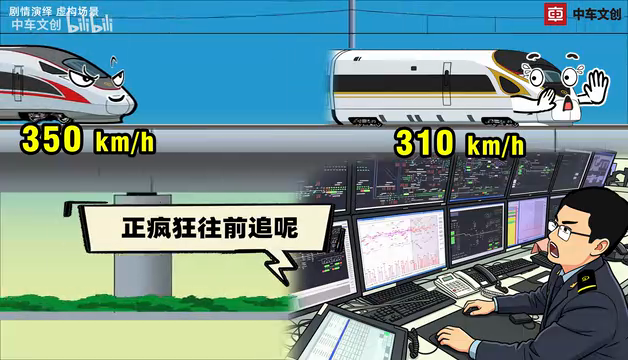 剧情演绎 虚构场景
中车文创 bilibili
中车文创
350 km/h
310 km/h
正疯狂往前追呢